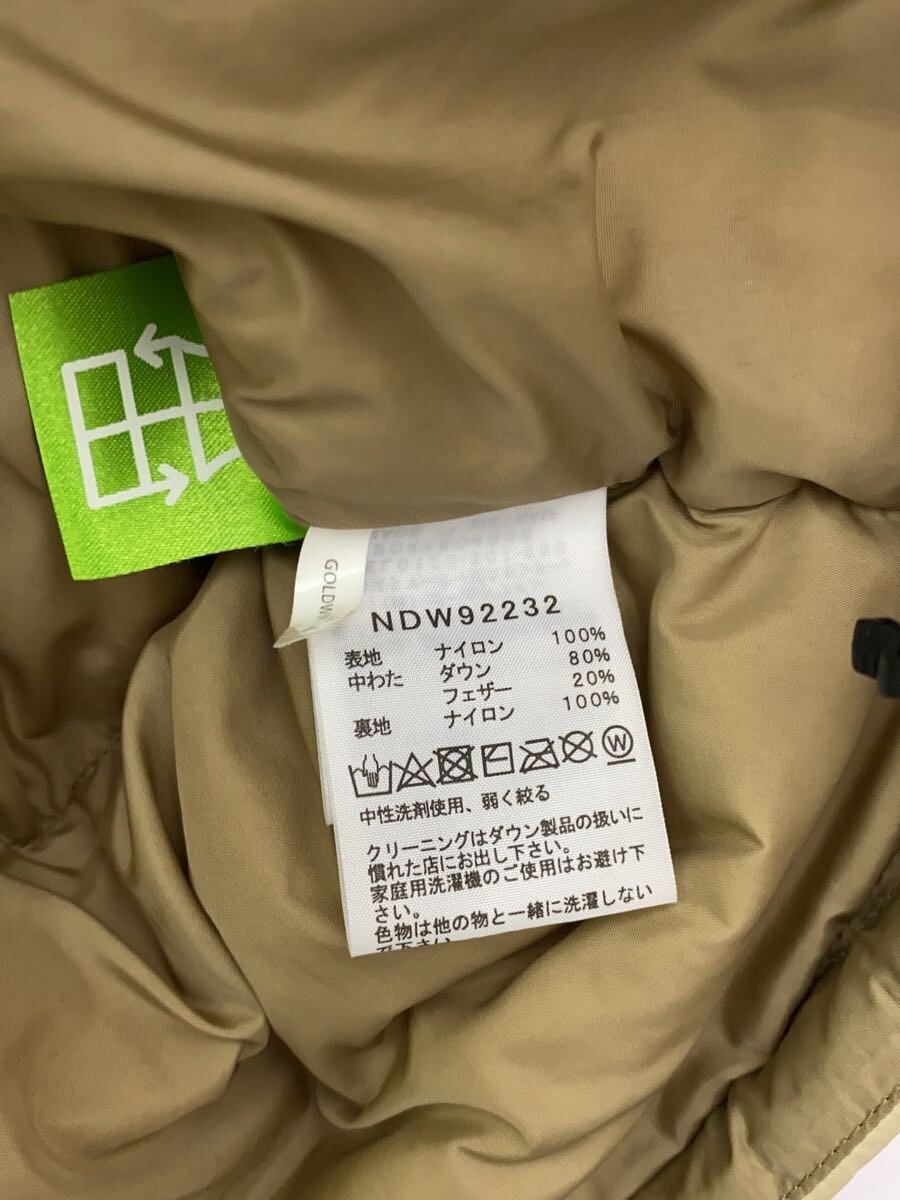 GOLDW
NDW92232
表地 ナイロン 100%
中わた ダウン 80%
フェザー 20%
裏地 ナイロン 100%
W
中性洗剤使用、弱く絞る
クリーニングはダウン製品の扱いに
慣れた店にお出し下さい。
家庭用洗濯機のご使用はお避け下
さい。
色物は他の物と一緒に洗濯しない
で下さい。